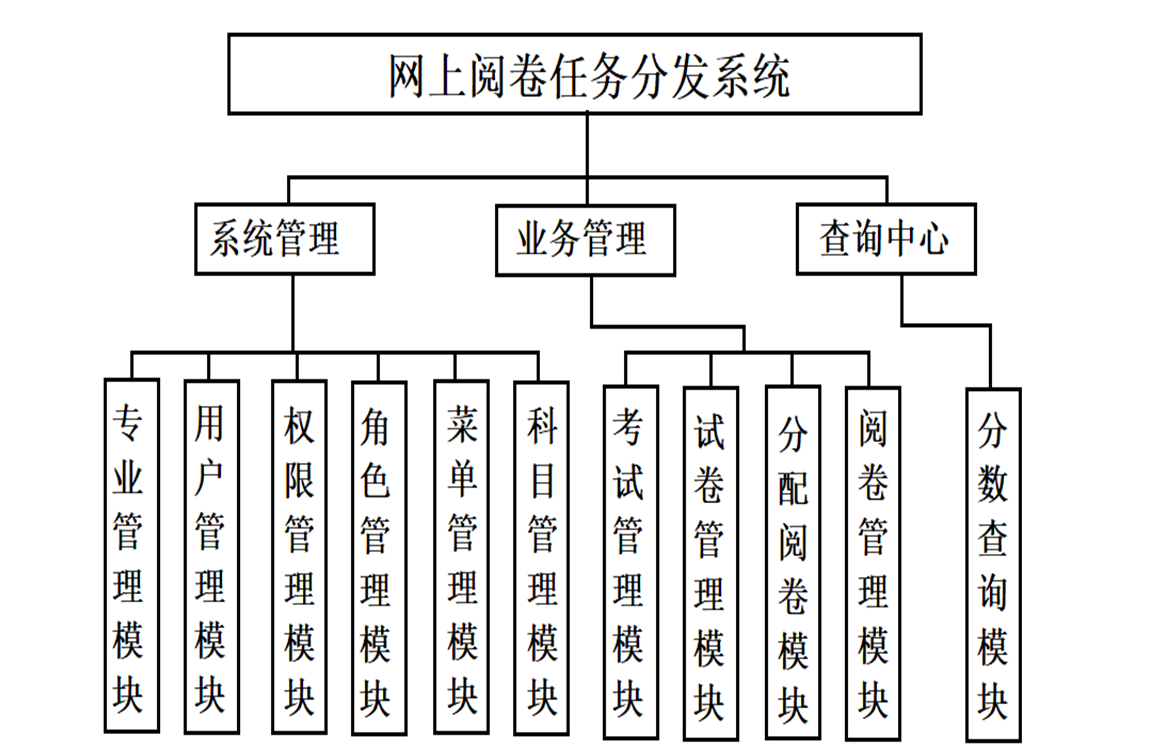 网上阅卷任务分发系统
系统管理
业务管理
查询中心
专业管理模块
用户管理模块
权限管理模块
角色管理模块
菜单管理模块
科目管理模块
考试管理模块
试卷管理模块
分配阅卷模块
阅卷管理模块
分数查询模块